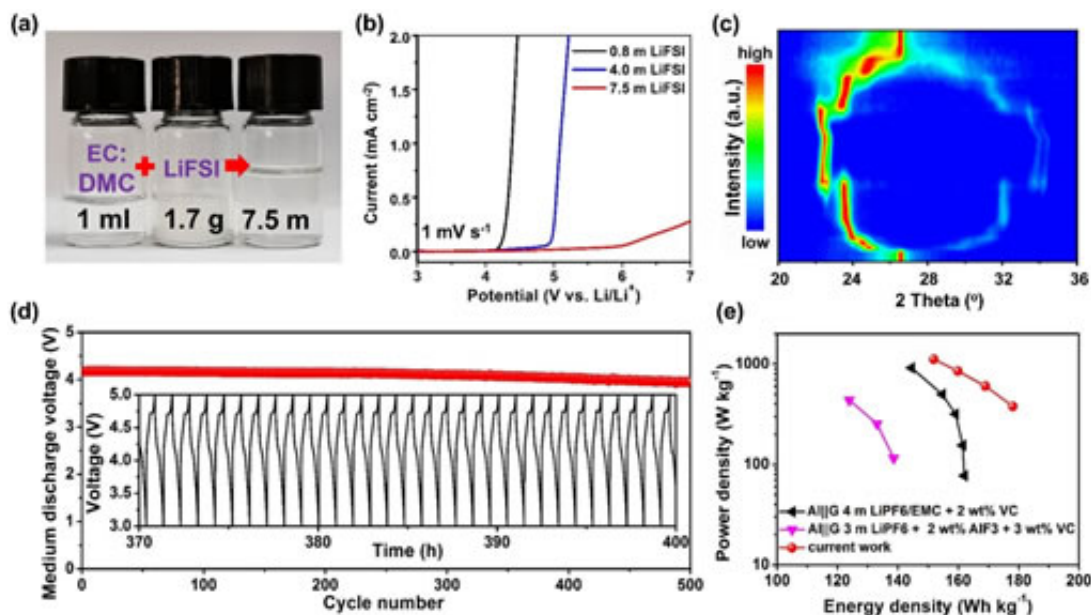 (a)
EC:
DMC
+
LiFSI
1 ml
1.7 g
7.5 m
(b)
Current (mA cm⁻²)
2.0
1.5
1.0
0.5
0.0
0.8 m LiFSI
4.0 m LiFSI
7.5 m LiFSI
1 mV s⁻¹
3 4 5 6 7
Potential (V vs. Li/Li⁺)
(c)
high
Intensity (a.u.)
low
20 24 28 32 36
2 Theta (°)
(d)
Medium discharge voltage (V)
5
4
3
2
1
0
Voltage (V)
5.0
4.5
4.0
3.5
3.0
370 380 390 400
Time (h)
0 100 200 300 400 500
Cycle number
(e)
Power density (W kg⁻¹)
1000
100
10
Al||G 4 m LiPF6/EMC + 2 wt% VC
Al||G 3 m LiPF6 + 2 wt% AlF3 + 3 wt% VC
current work
100 120 140 160 180 200
Energy density (Wh kg⁻¹)